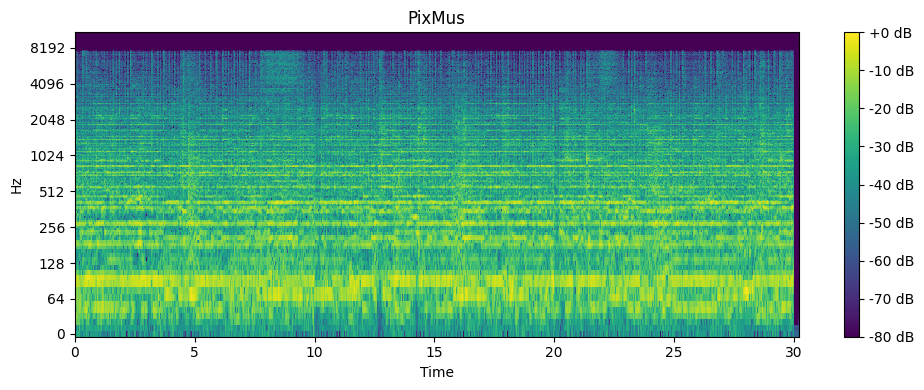 PixMus
Hz
8192
4096
2048
1024
512
256
128
64
0
0 5 10 15 20 25 30
Time
+0 dB
-10 dB
-20 dB
-30 dB
-40 dB
-50 dB
-60 dB
-70 dB
-80 dB